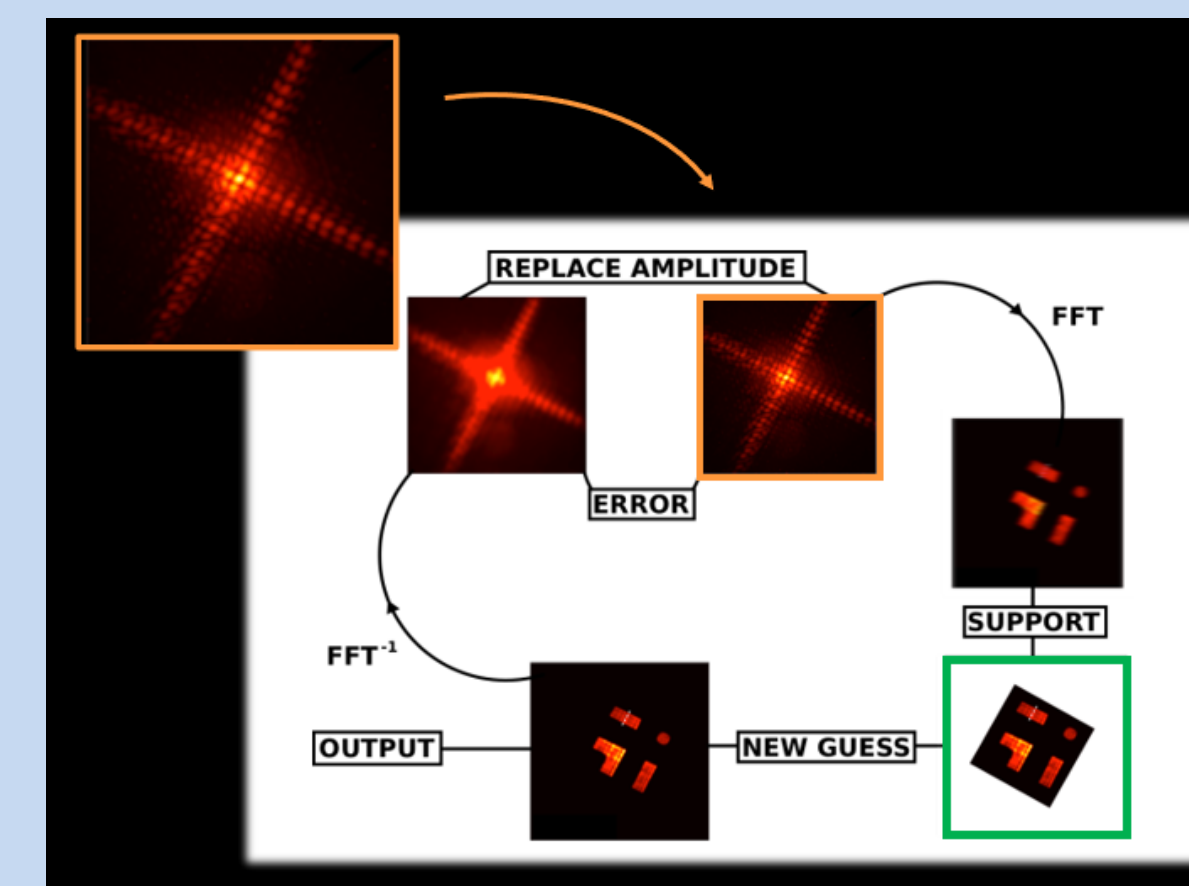 REPLACE AMPLITUDE
FFT
ERROR
SUPPORT
FFT⁻¹
OUTPUT
NEW GUESS